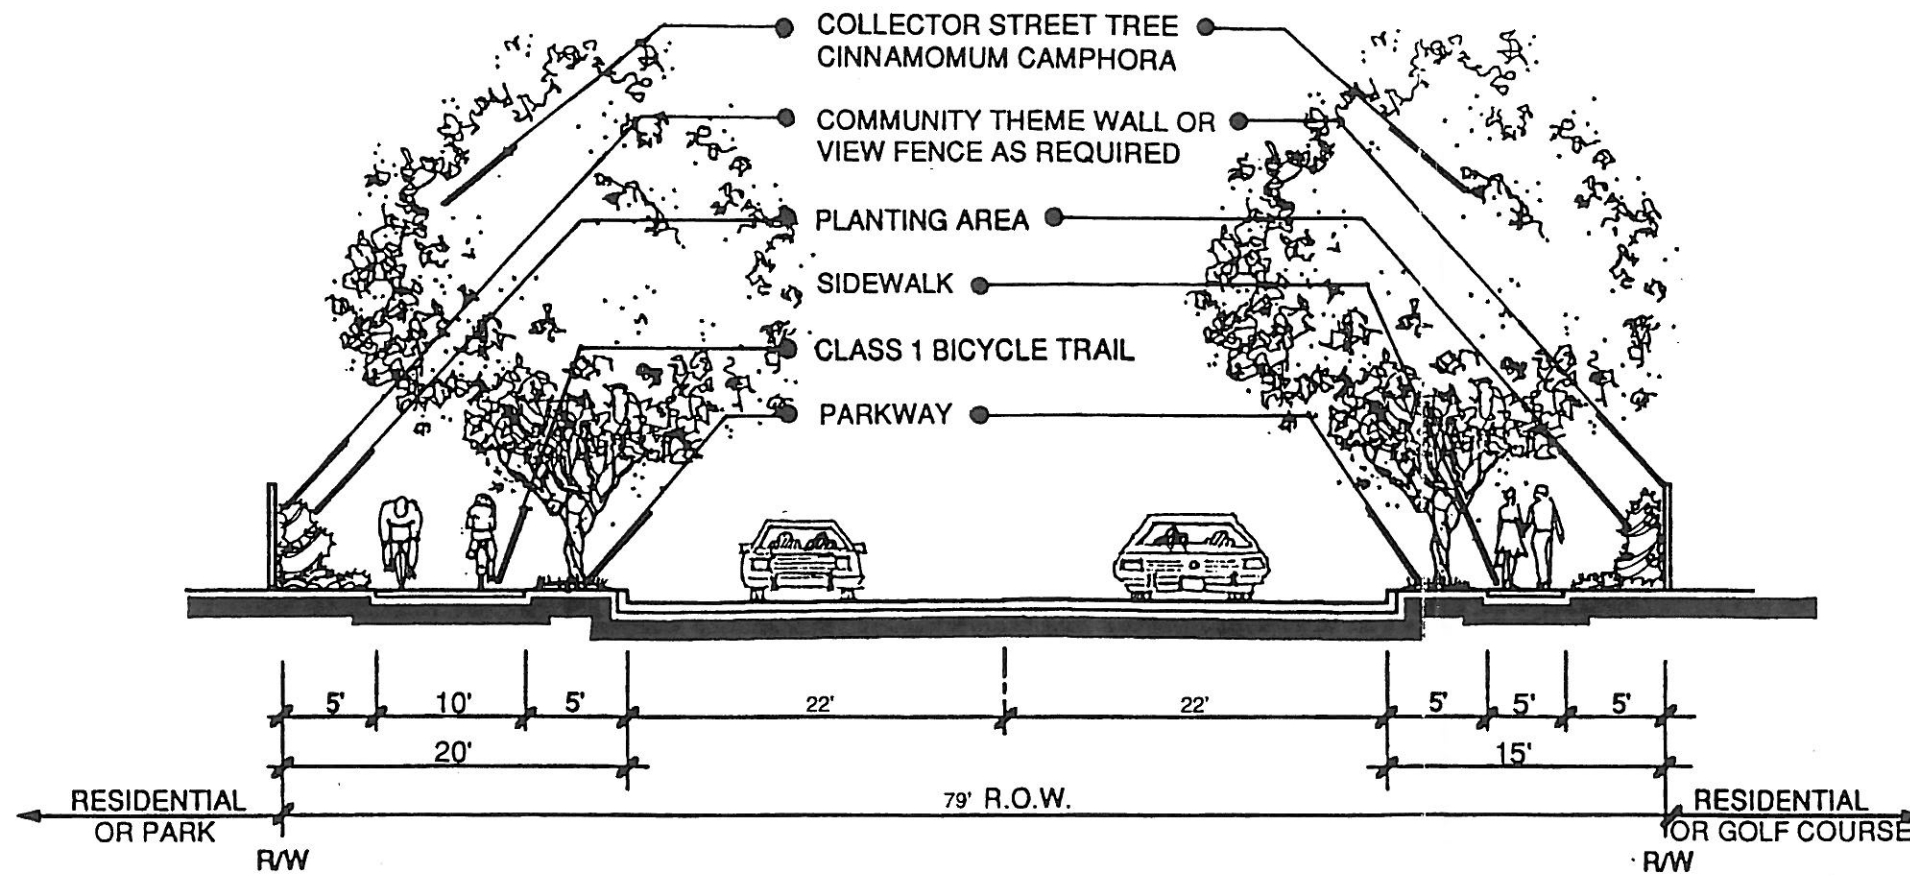 COLLECTOR STREET TREE
CINNAMOMUM CAMPHORA
COMMUNITY THEME WALL OR
VIEW FENCE AS REQUIRED
PLANTING AREA
SIDEWALK
CLASS 1 BICYCLE TRAIL
PARKWAY
5' 10' 5' 22' 22' 5' 5' 5'
20' 15'
79' R.O.W.
RESIDENTIAL
OR PARK
RESIDENTIAL
OR GOLF COURSE
R/W R/W